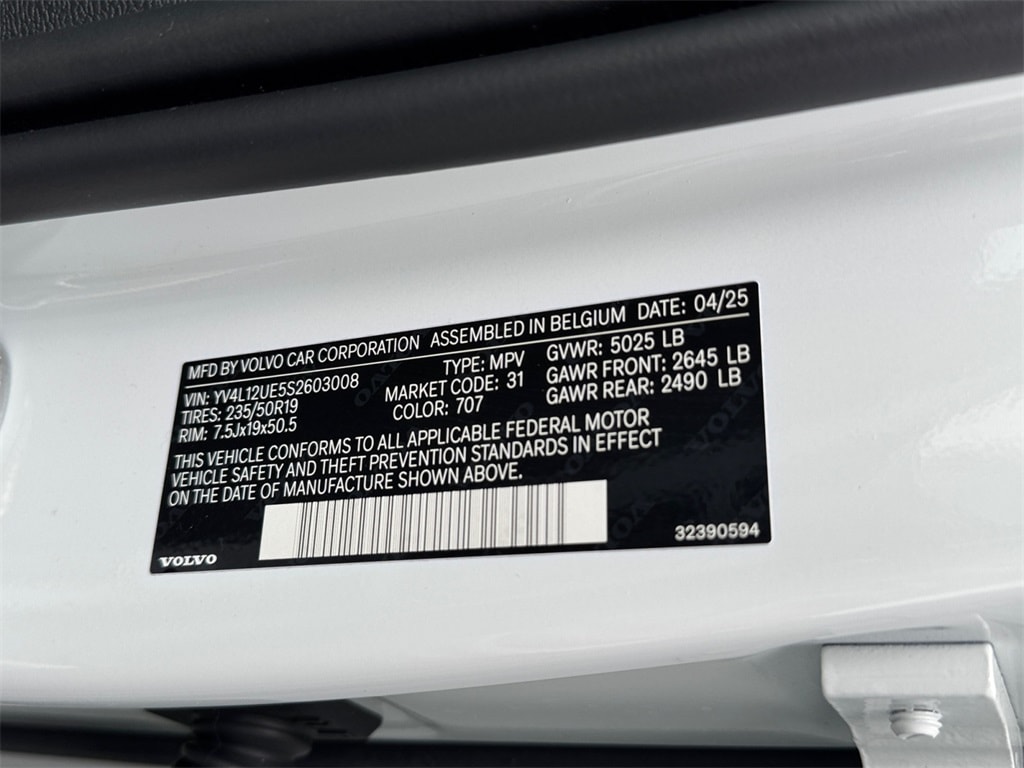 MFD BY VOLVO CAR CORPORATION ASSEMBLED IN BELGIUM DATE: 04/25
VIN: YV4L12UE5S2603008 TYPE: MPV GVWR: 5025 LB
TIRES: 235/50R19 MARKET CODE: 31 GAWR FRONT: 2645 LB
RIM: 7.5Jx19x50.5 COLOR: 707 GAWR REAR: 2490 LB
THIS VEHICLE CONFORMS TO ALL APPLICABLE FEDERAL MOTOR
VEHICLE SAFETY AND THEFT PREVENTION STANDARDS IN EFFECT
ON THE DATE OF MANUFACTURE SHOWN ABOVE.
VOLVO 32390594